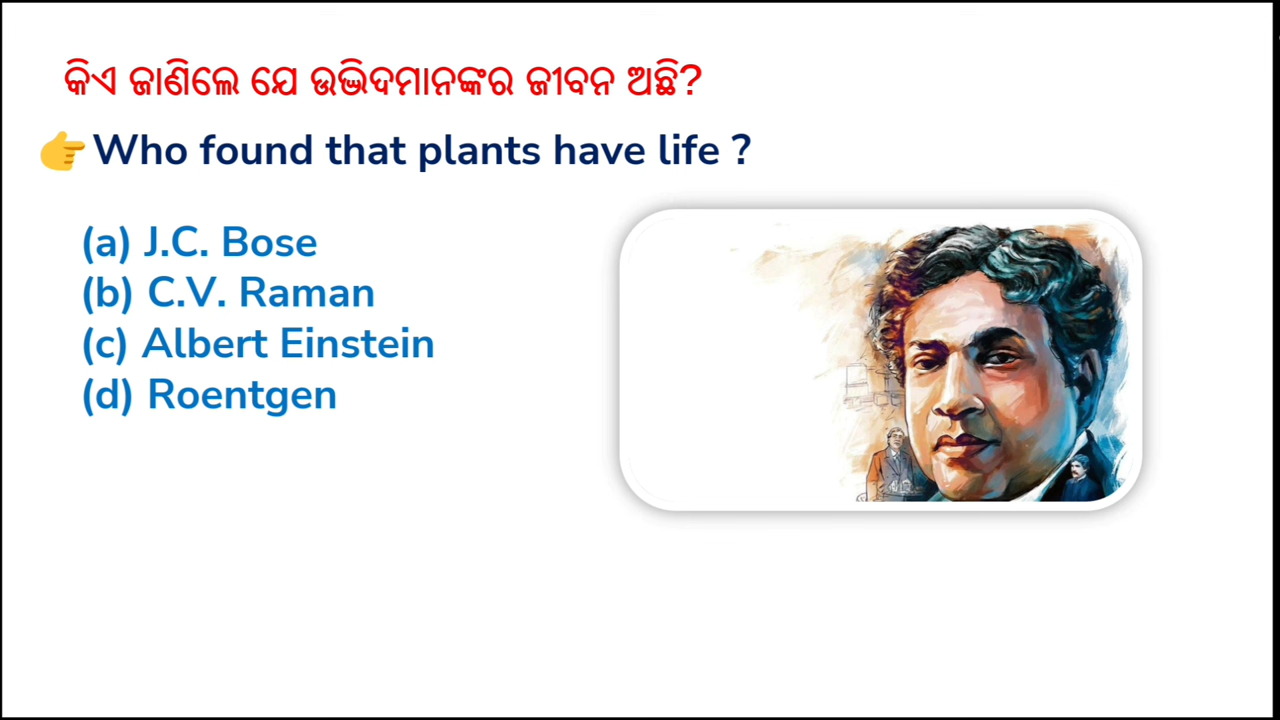 କିଏ ଜାଣିଲେ ଯେ ଉଦ୍ଭିଦମାନଙ୍କର ଜୀବନ ଅଛି?
👉Who found that plants have life ?
(a) J.C. Bose
(b) C.V. Raman
(c) Albert Einstein
(d) Roentgen